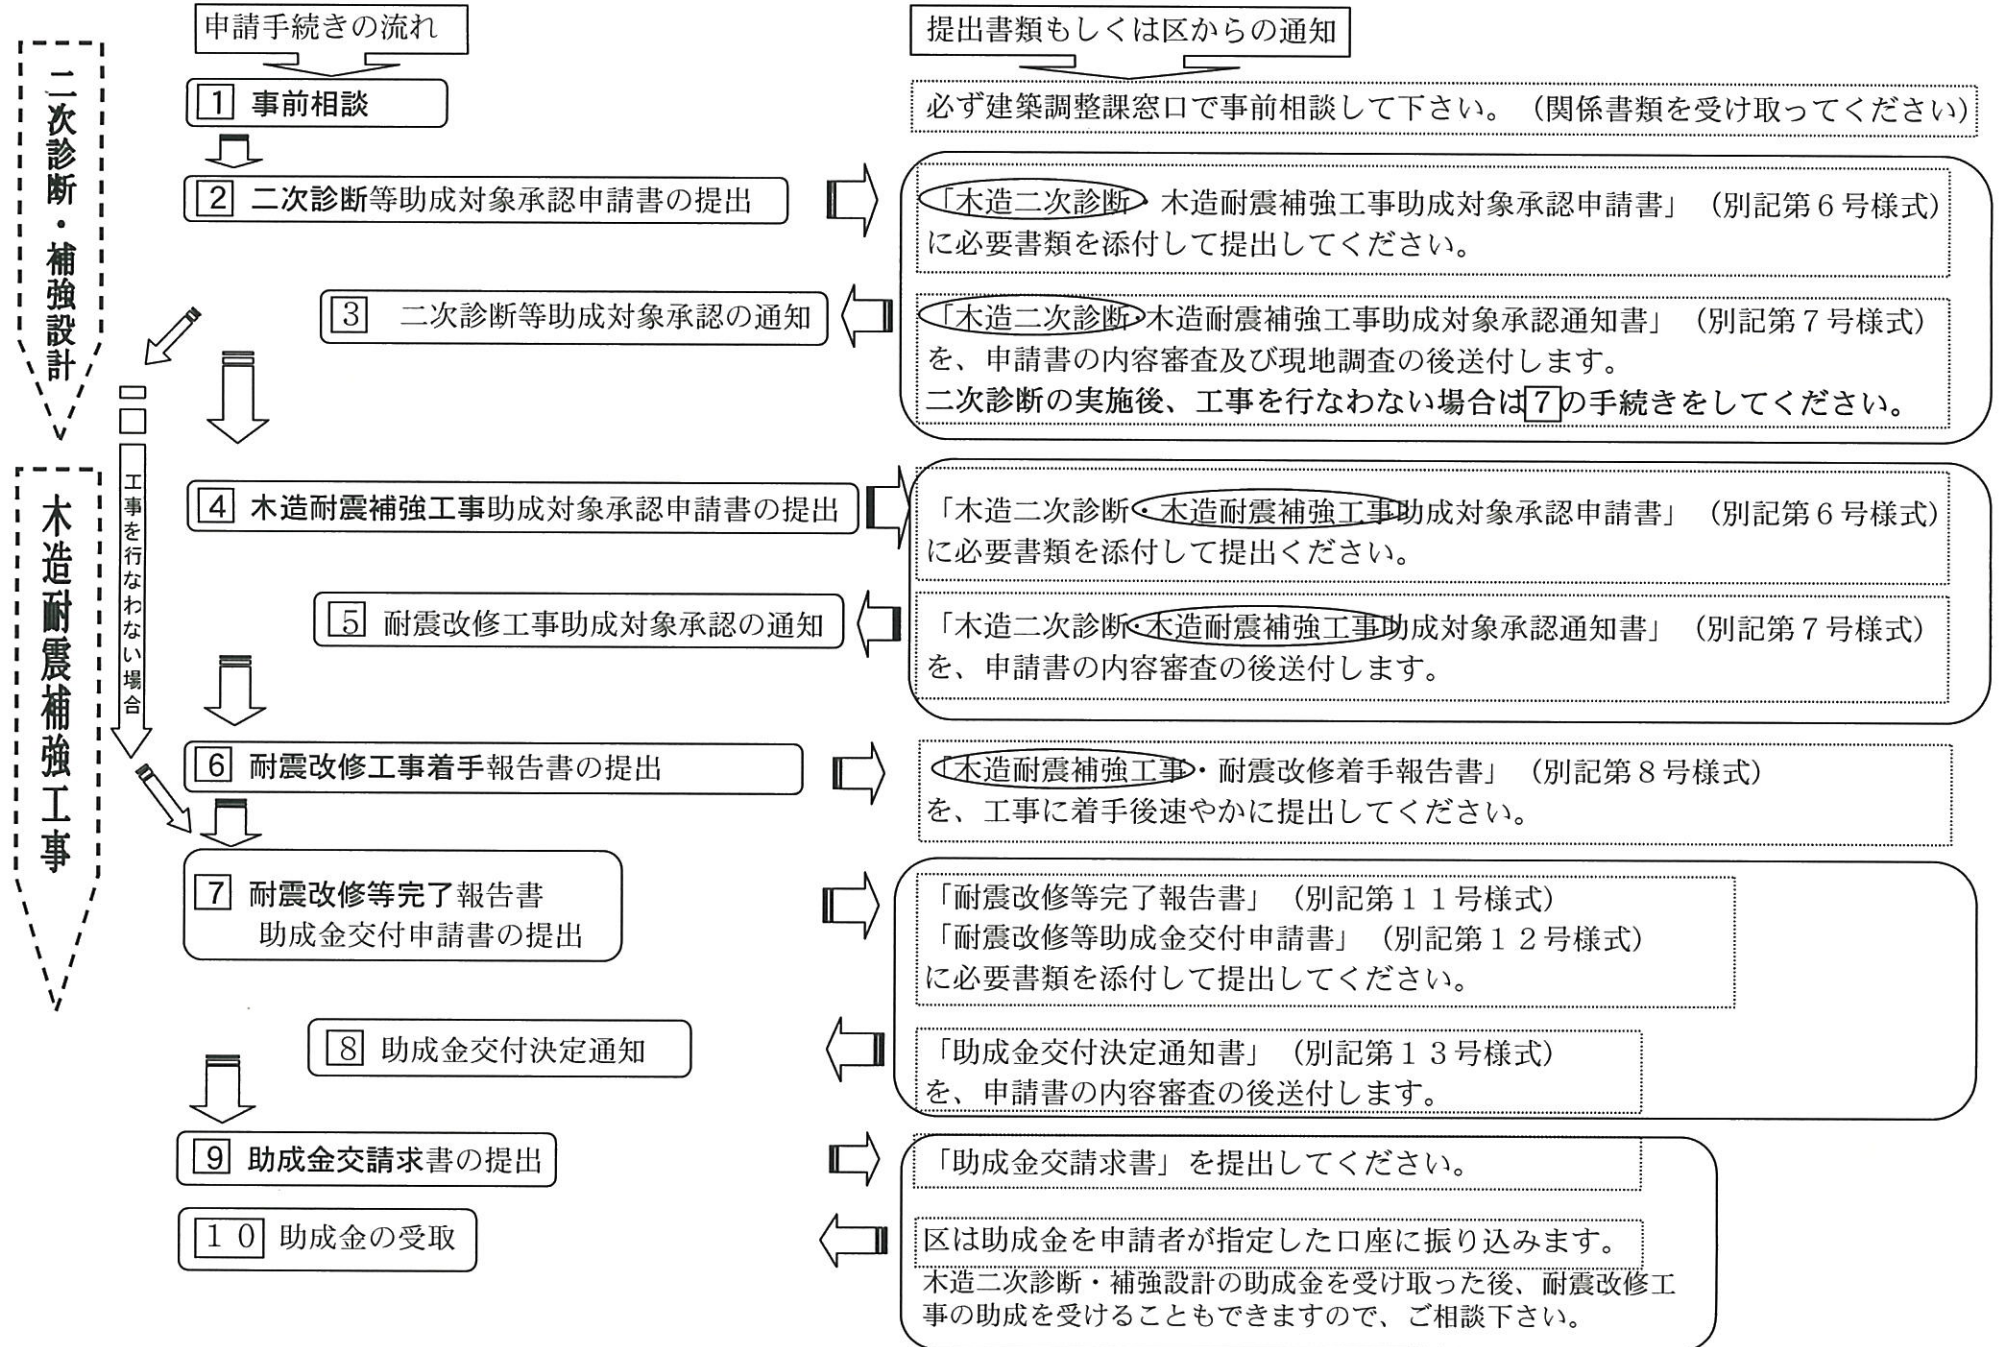 申請手続きの流れ
提出書類もしくは区からの通知
二次診断・補強設計
1 事前相談
必ず建築調整課窓口で事前相談して下さい。（関係書類を受け取ってください）
2 二次診断等助成対象承認申請書の提出
「木造二次診断・木造耐震補強工事助成対象承認申請書」（別記第６号様式）
に必要書類を添付して提出してください。
3 二次診断等助成対象承認の通知
「木造二次診断・木造耐震補強工事助成対象承認通知書」（別記第７号様式）
を、申請書の内容審査及び現地調査の後送付します。
二次診断の実施後、工事を行なわない場合は7の手続きをしてください。
工事を行なわない場合
木造耐震補強工事
4 木造耐震補強工事助成対象承認申請書の提出
「木造二次診断・木造耐震補強工事助成対象承認申請書」（別記第６号様式）
に必要書類を添付して提出ください。
5 耐震改修工事助成対象承認の通知
「木造二次診断・木造耐震補強工事助成対象承認通知書」（別記第７号様式）
を、申請書の内容審査の後送付します。
6 耐震改修工事着手報告書の提出
「木造耐震補強工事・耐震改修着手報告書」（別記第８号様式）
を、工事に着手後速やかに提出してください。
7 耐震改修等完了報告書
助成金交付申請書の提出
「耐震改修等完了報告書」（別記第１１号様式）
「耐震改修等助成金交付申請書」（別記第１２号様式）
に必要書類を添付して提出してください。
8 助成金交付決定通知
「助成金交付決定通知書」（別記第１３号様式）
を、申請書の内容審査の後送付します。
9 助成金交請求書の提出
「助成金交請求書」を提出してください。
１０ 助成金の受取
区は助成金を申請者が指定した口座に振り込みます。
木造二次診断・補強設計の助成金を受け取った後、耐震改修工
事の助成を受けることもできますので、ご相談下さい。